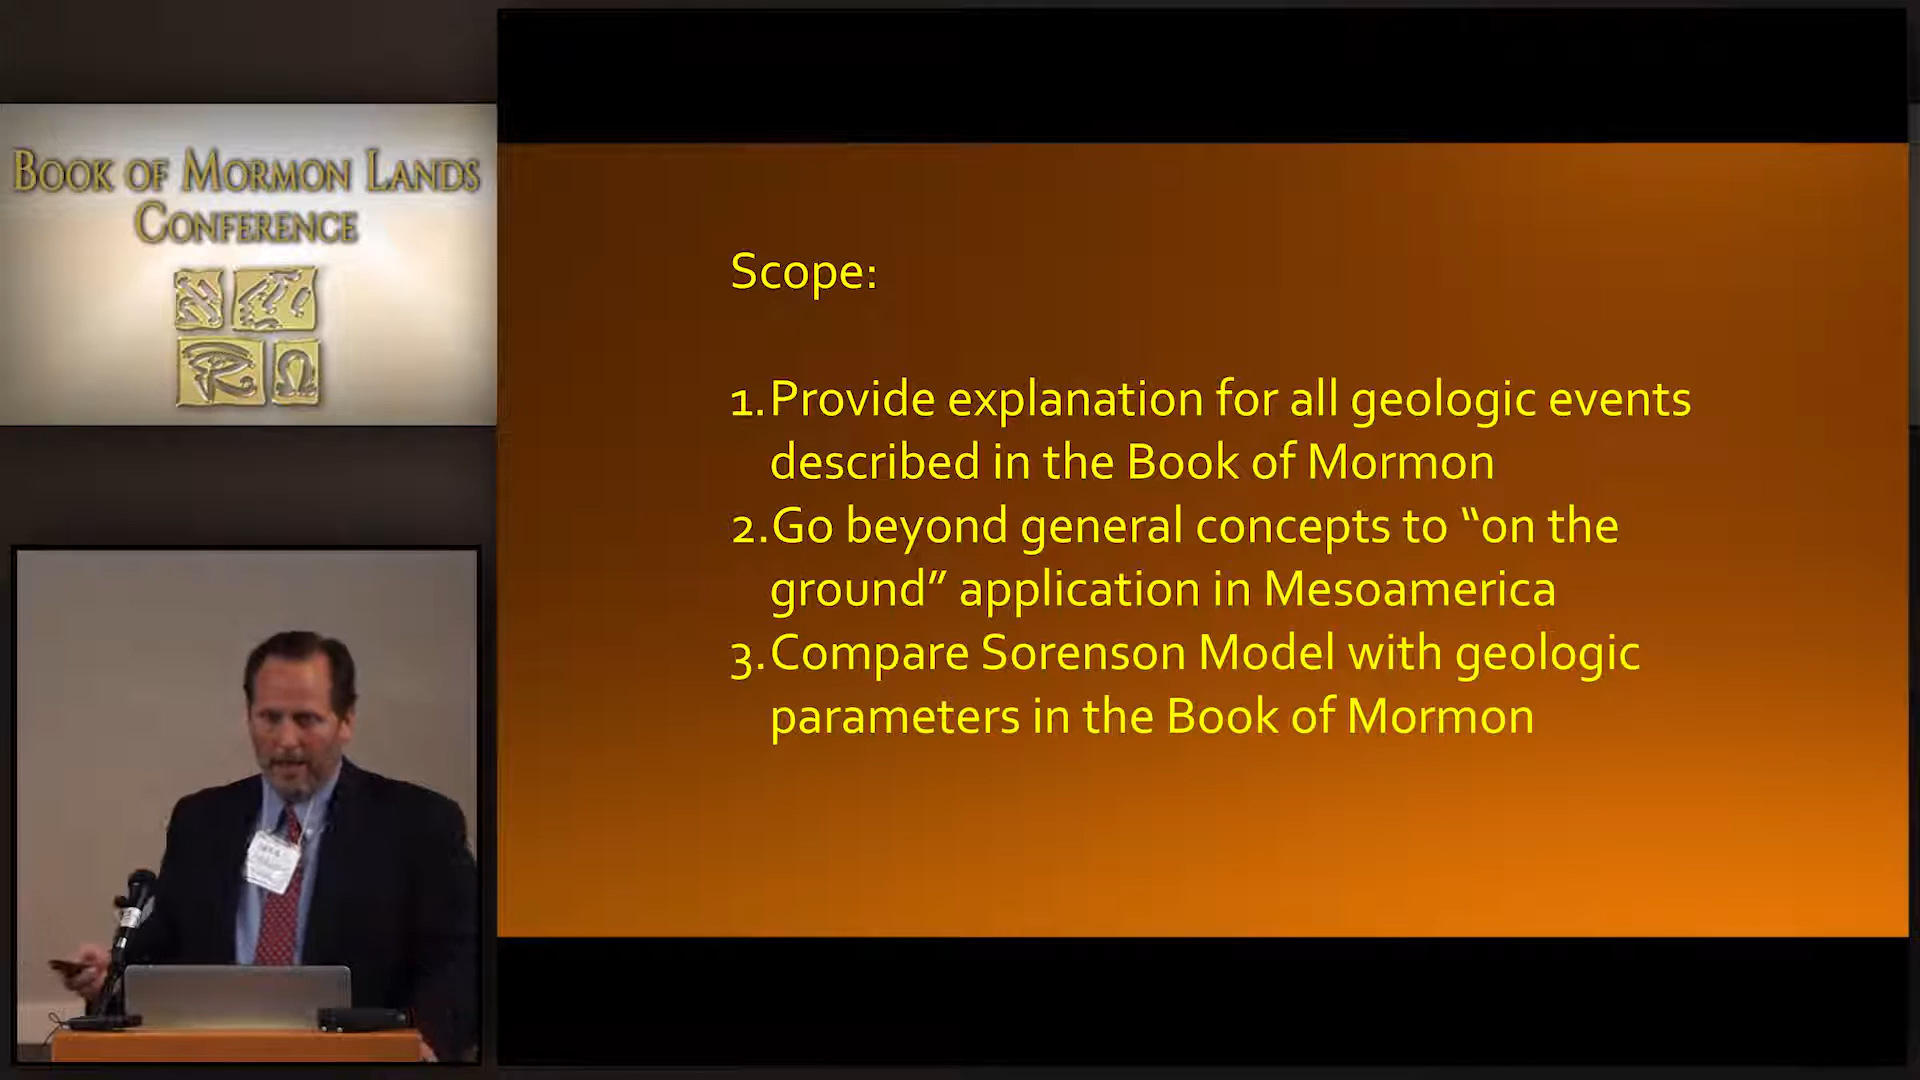 BOOK OF MORMON LANDS
CONFERENCE
Scope:
1. Provide explanation for all geologic events
described in the Book of Mormon
2. Go beyond general concepts to “on the
ground” application in Mesoamerica
3. Compare Sorenson Model with geologic
parameters in the Book of Mormon